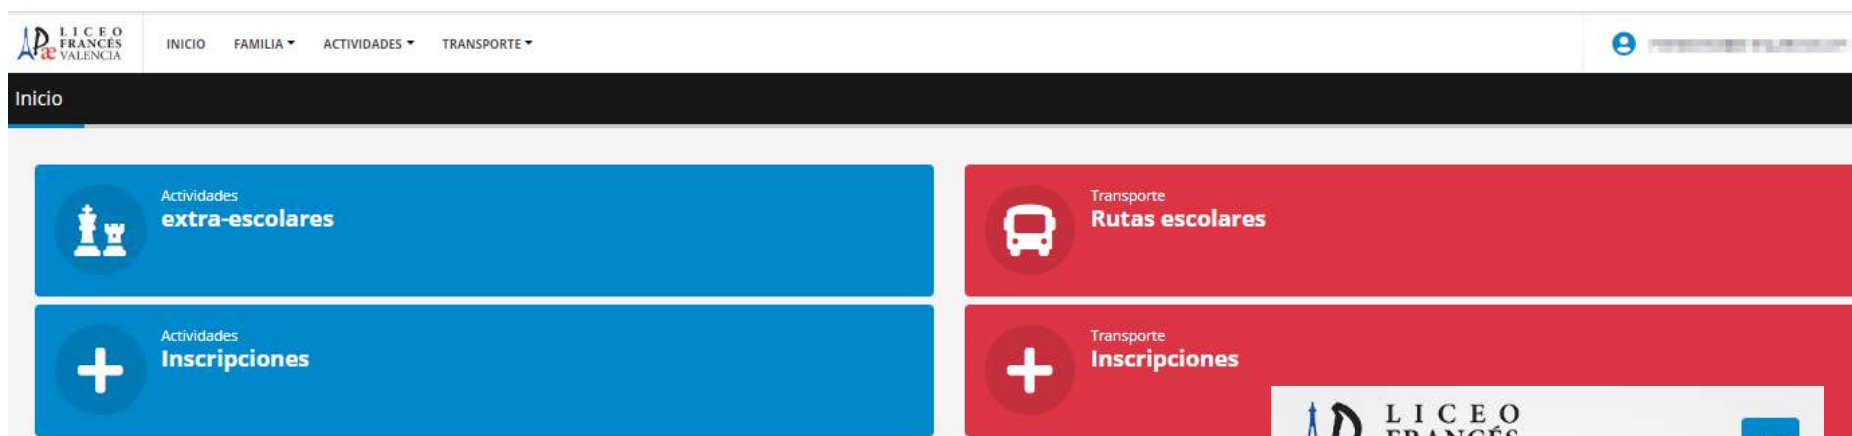 LICEO
FRANCÉS
VALENCIA
INICIO FAMILIA ACTIVIDADES TRANSPORTE
Inicio
Actividades
extra-escolares
Transporte
Rutas escolares
Actividades
Inscripciones
Transporte
Inscripciones
LICEO
FRANCÉS